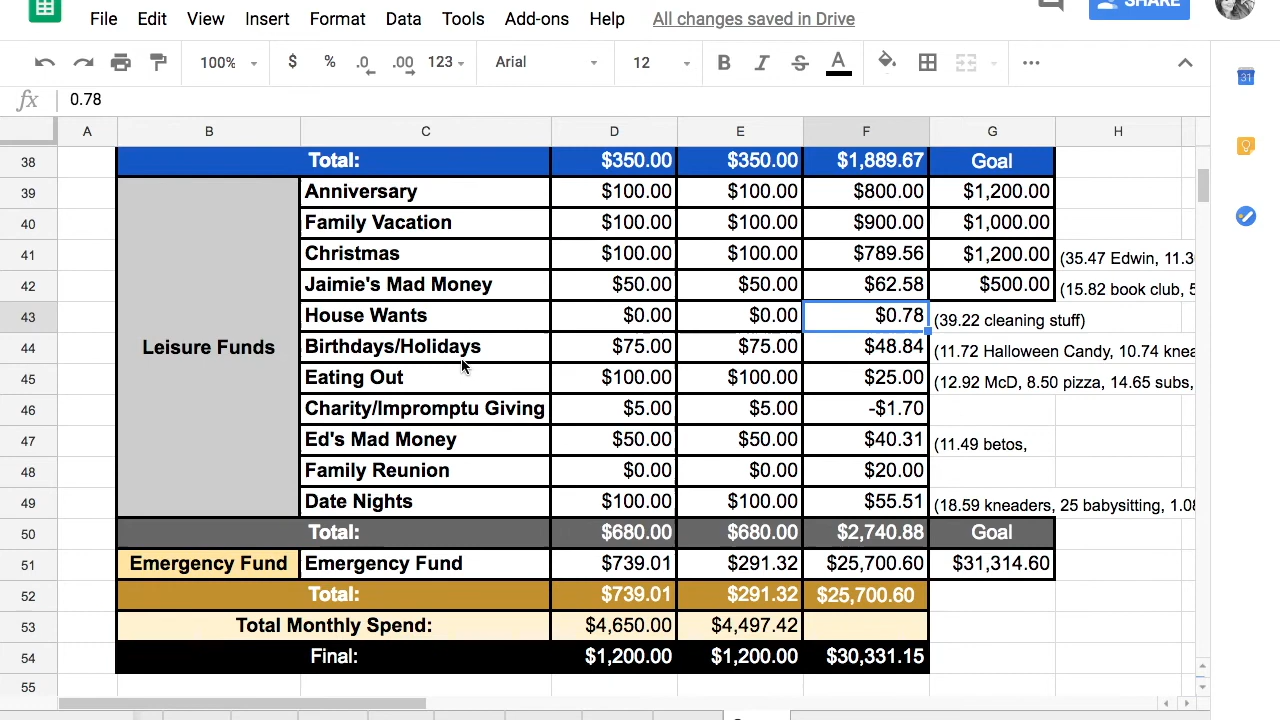 File Edit View Insert Format Data Tools Add-ons Help All changes saved in Drive SHARE
100% $ % .0 .00 123 Arial 12 B I S A ... 31
fx 0.78
A B C D E F G H
38 Total: $350.00 $350.00 $1,889.67 Goal
39 Anniversary $100.00 $100.00 $800.00 $1,200.00
40 Family Vacation $100.00 $100.00 $900.00 $1,000.00
41 Christmas $100.00 $100.00 $789.56 $1,200.00 (35.47 Edwin, 11.3
42 Jaimie's Mad Money $50.00 $50.00 $62.58 $500.00 (15.82 book club, 5
43 House Wants $0.00 $0.00 $0.78 (39.22 cleaning stuff)
44 Leisure Funds Birthdays/Holidays $75.00 $75.00 $48.84 (11.72 Halloween Candy, 10.74 knea
45 Eating Out $100.00 $100.00 $25.00 (12.92 McD, 8.50 pizza, 14.65 subs,
46 Charity/Impromptu Giving $5.00 $5.00 -$1.70
47 Ed's Mad Money $50.00 $50.00 $40.31 (11.49 betos,
48 Family Reunion $0.00 $0.00 $20.00
49 Date Nights $100.00 $100.00 $55.51 (18.59 kneaders, 25 babysitting, 1.08
50 Total: $680.00 $680.00 $2,740.88 Goal
51 Emergency Fund Emergency Fund $739.01 $291.32 $25,700.60 $31,314.60
52 Total: $739.01 $291.32 $25,700.60
53 Total Monthly Spend: $4,650.00 $4,497.42
54 Final: $1,200.00 $1,200.00 $30,331.15
55